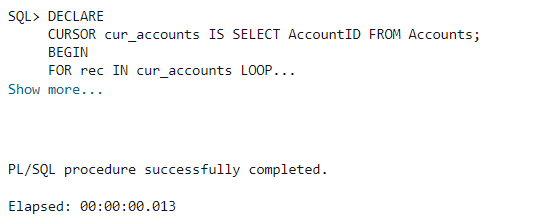 SQL> DECLARE
CURSOR cur_accounts IS SELECT AccountID FROM Accounts;
BEGIN
FOR rec IN cur_accounts LOOP...
Show more...
PL/SQL procedure successfully completed.
Elapsed: 00:00:00.013